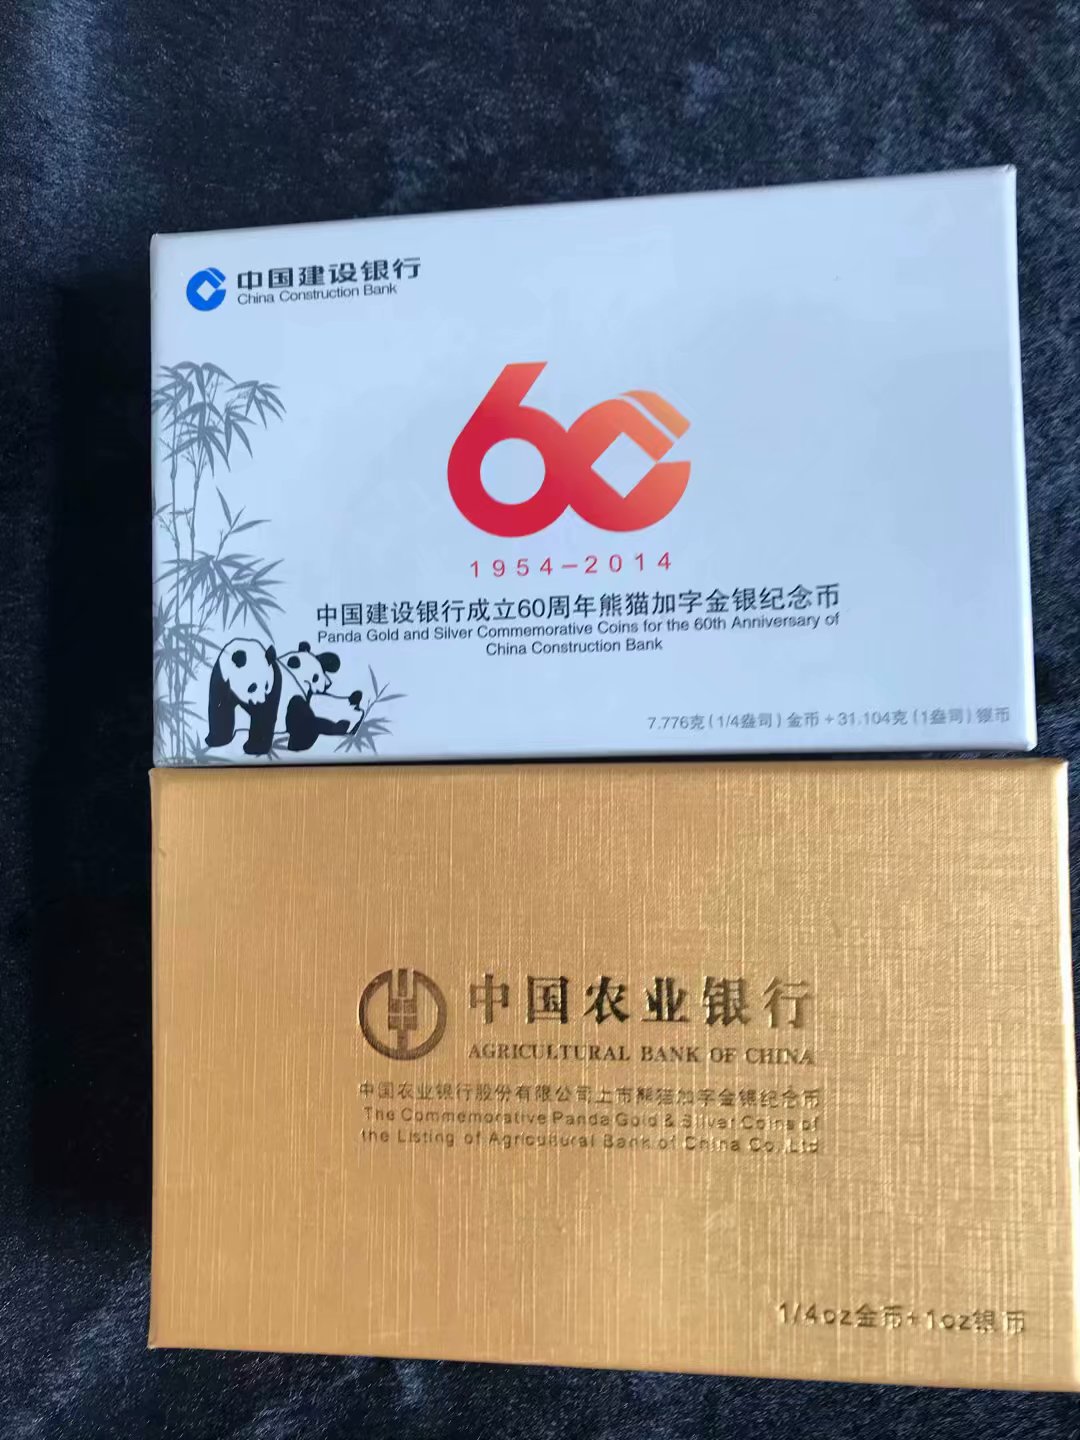 中国建设银行
China Construction Bank
60
1954-2014
中国建设银行成立60周年熊猫加字金银纪念币
Panda Gold and Silver Commemorative Coins for the 60th Anniversary of
China Construction Bank
7.776克(1/4盎司)金币+31.104克(1盎司)银币
中国农业银行
AGRICULTURAL BANK OF CHINA
中国农业银行股份有限公司上市熊猫加字金银纪念币
The Commemorative Panda Gold & Silver Coins of
the Listing of Agricultural Bank of China Co.,Ltd
1/4oz金币+1oz银币